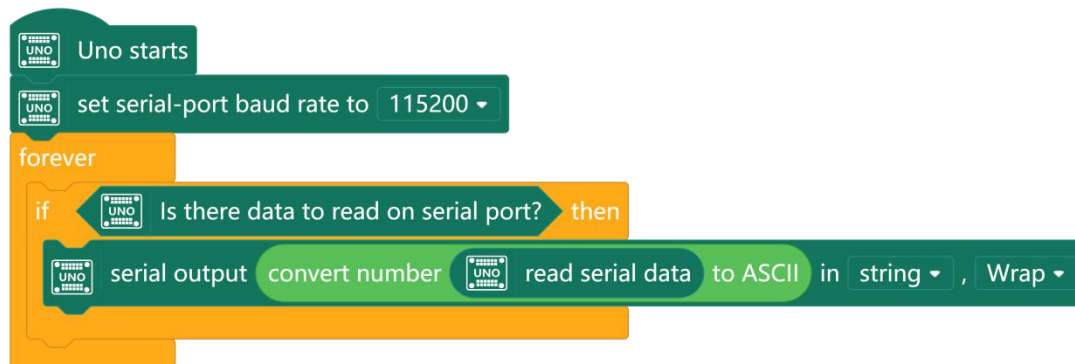 UNO Uno starts
UNO set serial-port baud rate to 115200
forever
if UNO Is there data to read on serial port? then
UNO serial output convert number UNO read serial data to ASCII in string , Wrap